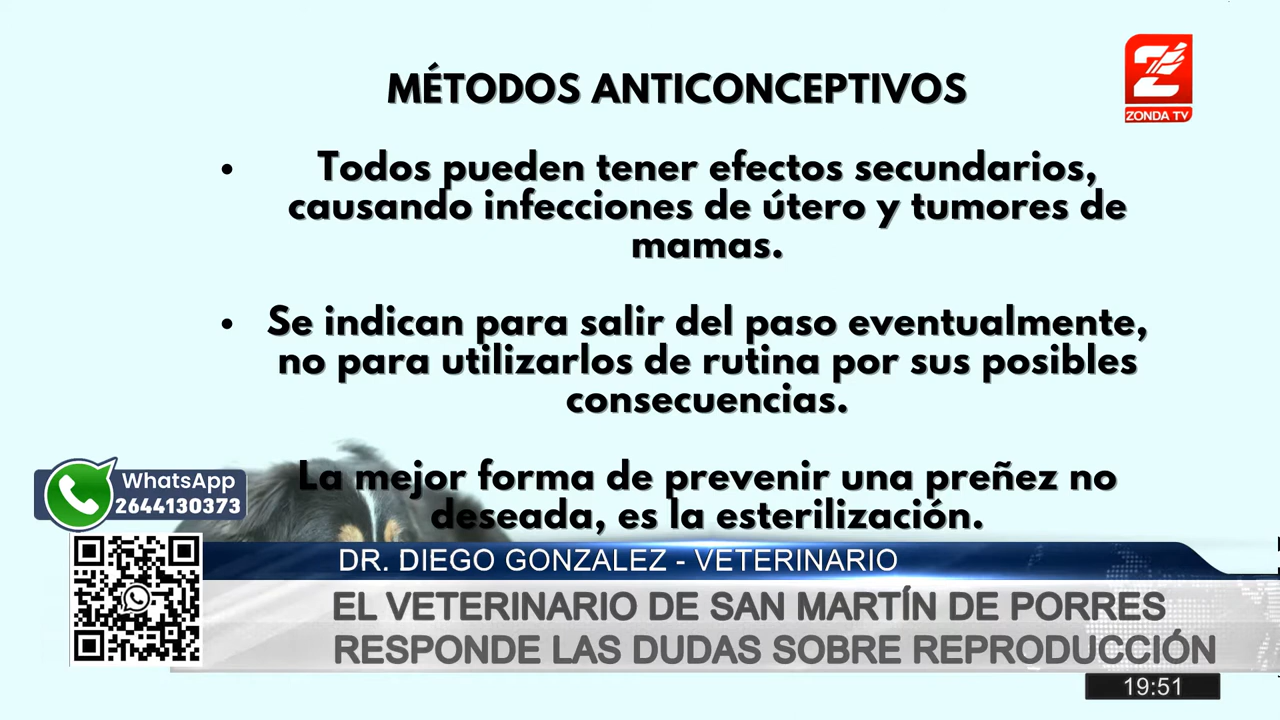 MÉTODOS ANTICONCEPTIVOS
ZONDA TV
• Todos pueden tener efectos secundarios,
causando infecciones de útero y tumores de
mamas.
• Se indican para salir del paso eventualmente,
no para utilizarlos de rutina por sus posibles
consecuencias.
La mejor forma de prevenir una preñez no
deseada, es la esterilización.
WhatsApp
2644130373
DR. DIEGO GONZALEZ - VETERINARIO
EL VETERINARIO DE SAN MARTÍN DE PORRES
RESPONDE LAS DUDAS SOBRE REPRODUCCIÓN
19:51